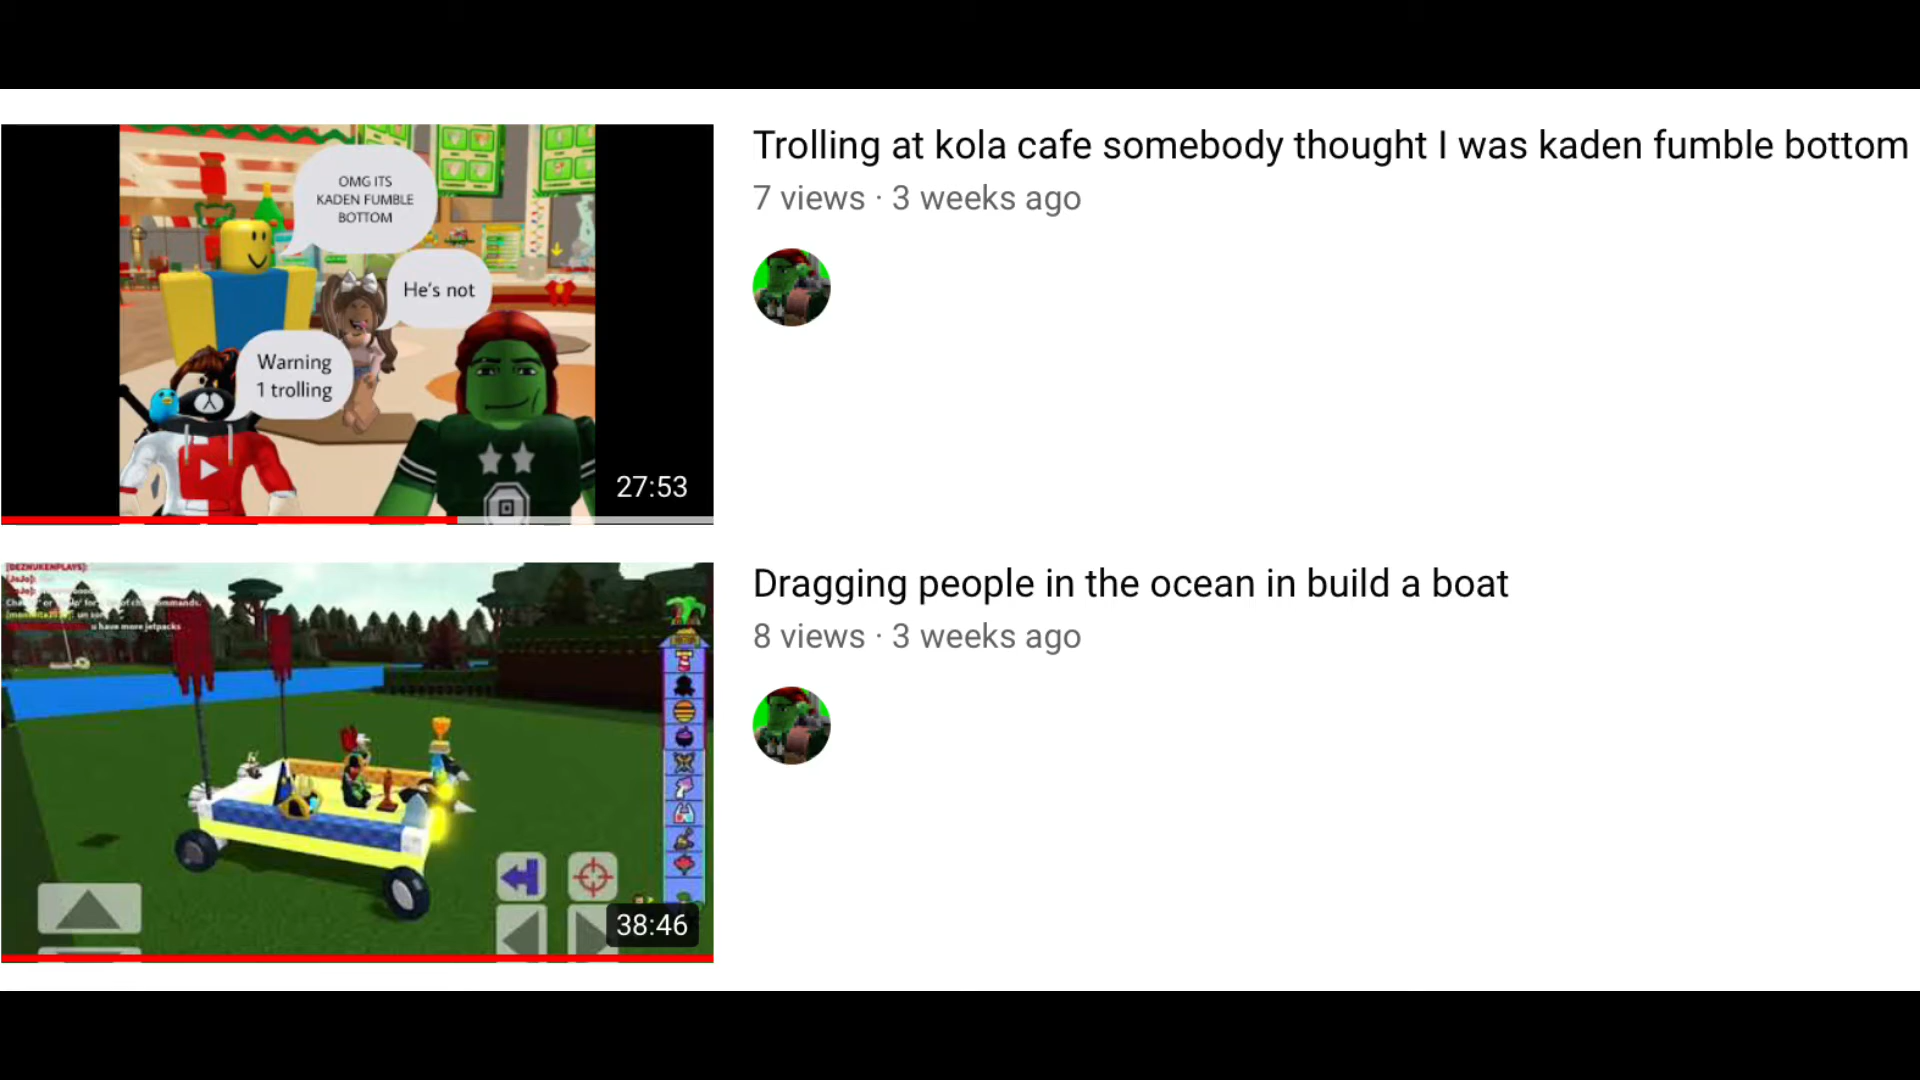 OMG ITS
KADEN FUMBLE
BOTTOM
He's not
Warning
1 trolling
27:53
Trolling at kola cafe somebody thought I was kaden fumble bottom
7 views · 3 weeks ago
[DEZNUKENPLAYS]:
[JoJo]:
u have more jetpacks
38:46
Dragging people in the ocean in build a boat
8 views · 3 weeks ago